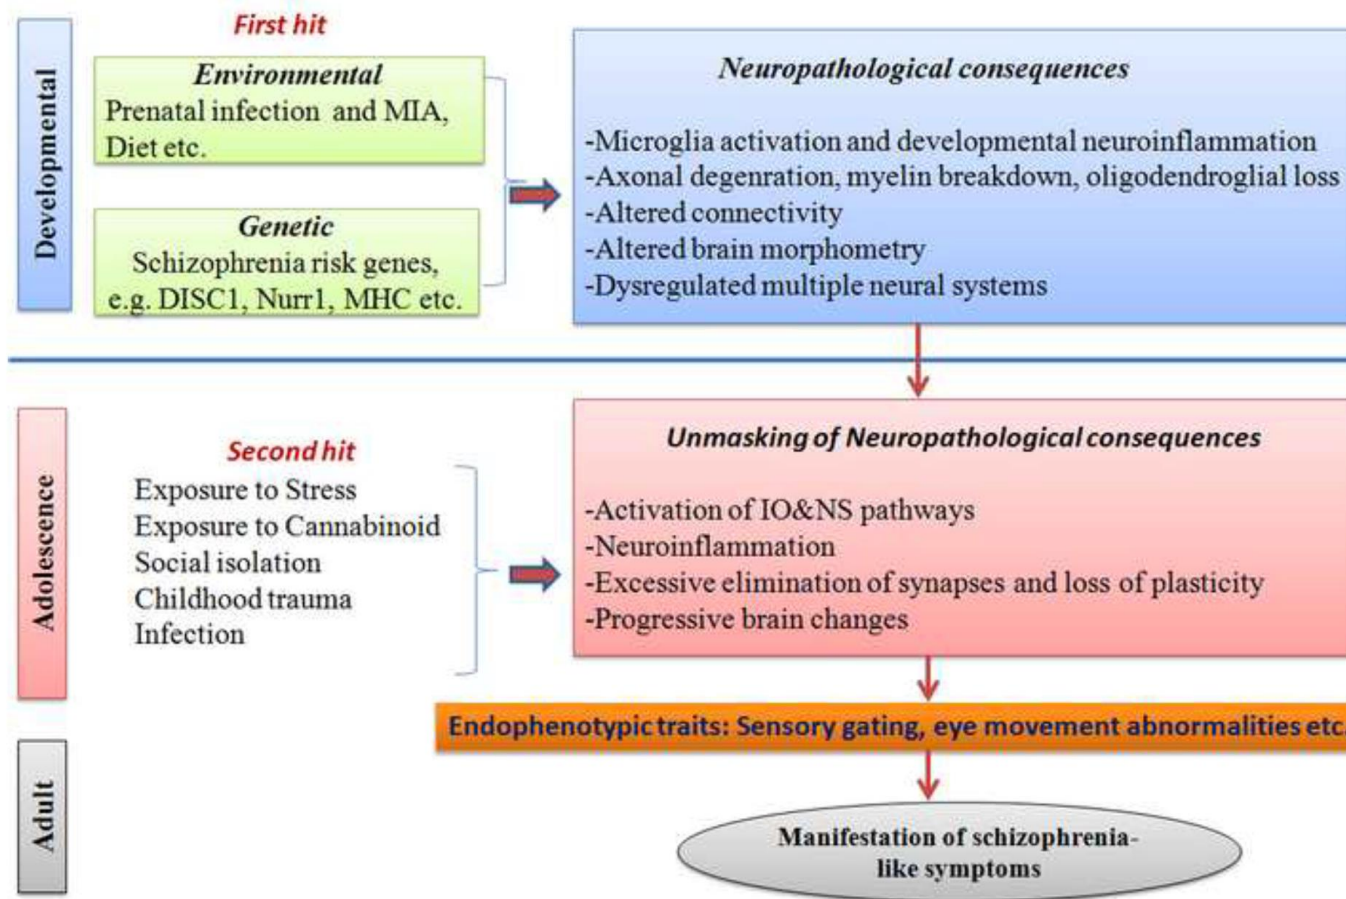 First hit
Developmental
Environmental
Prenatal infection and MIA,
Diet etc.
Genetic
Schizophrenia risk genes,
e.g. DISC1, Nurr1, MHC etc.
Neuropathological consequences
-Microglia activation and developmental neuroinflammation
-Axonal degenration, myelin breakdown, oligodendroglial loss
-Altered connectivity
-Altered brain morphometry
-Dysregulated multiple neural systems
Adolescence
Second hit
Exposure to Stress
Exposure to Cannabinoid
Social isolation
Childhood trauma
Infection
Unmasking of Neuropathological consequences
-Activation of IO&NS pathways
-Neuroinflammation
-Excessive elimination of synapses and loss of plasticity
-Progressive brain changes
Endophenotypic traits: Sensory gating, eye movement abnormalities etc.
Adult
Manifestation of schizophrenia-
like symptoms